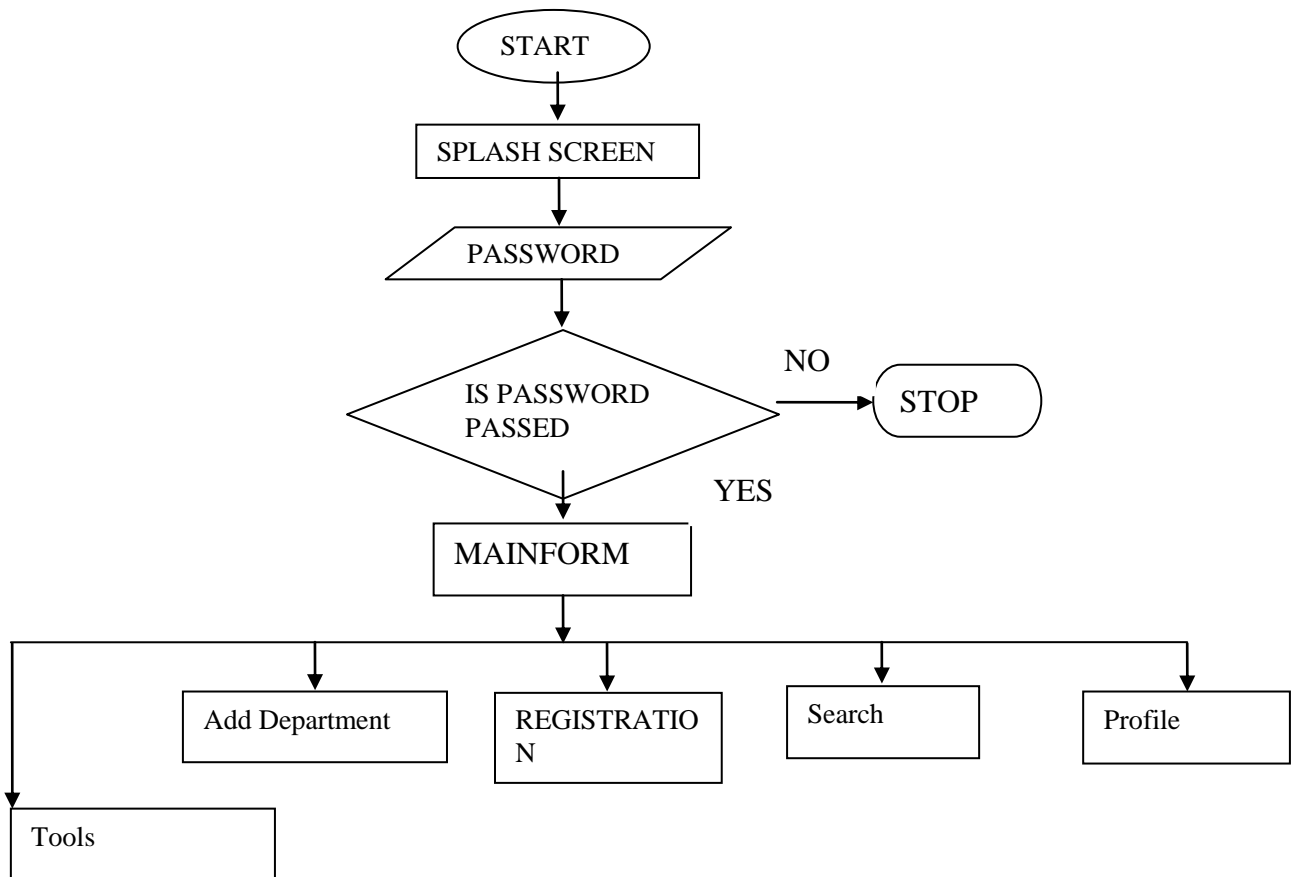 START
SPLASH SCREEN
PASSWORD
NO
IS PASSWORD
PASSED
STOP
YES
MAINFORM
Add Department
REGISTRATIO
N
Search
Profile
Tools